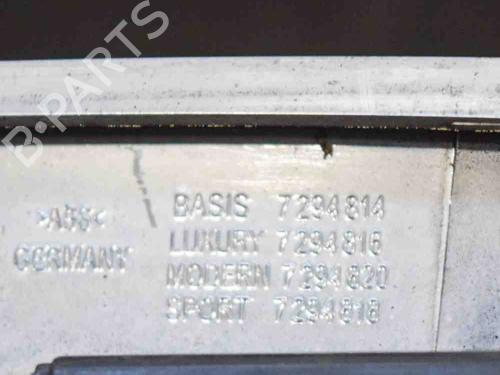 B-PARTS
>ABS<
GERMANY
BASIS 7294814
LUXURY 7294816
MODERN 7294820
SPORT 7294818